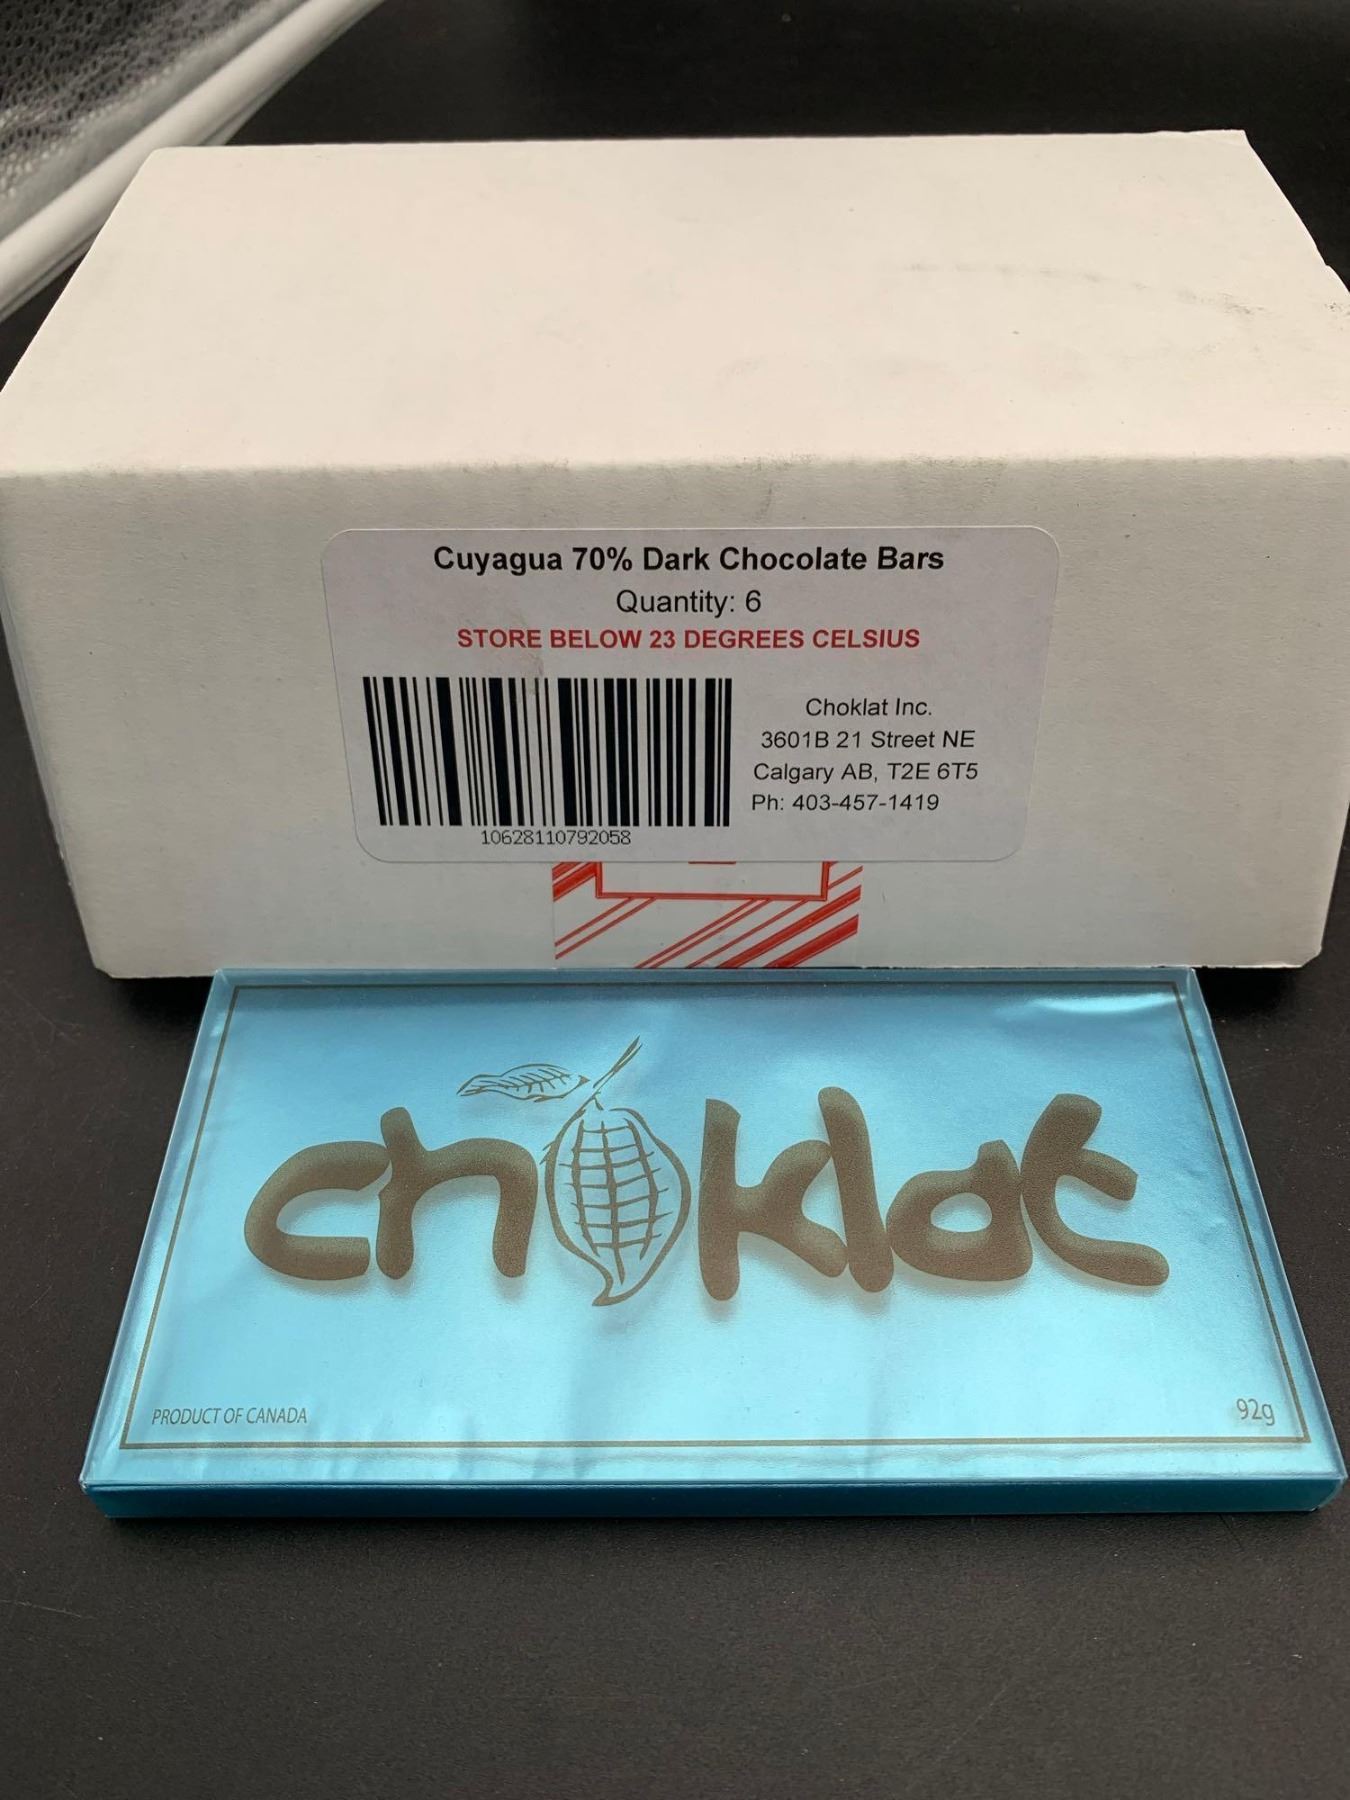 Cuyagua 70% Dark Chocolate Bars
Quantity: 6
STORE BELOW 23 DEGREES CELSIUS
Choklat Inc.
3601B 21 Street NE
Calgary AB, T2E 6T5
Ph: 403-457-1419
10628110792058
choklat
PRODUCT OF CANADA
92g